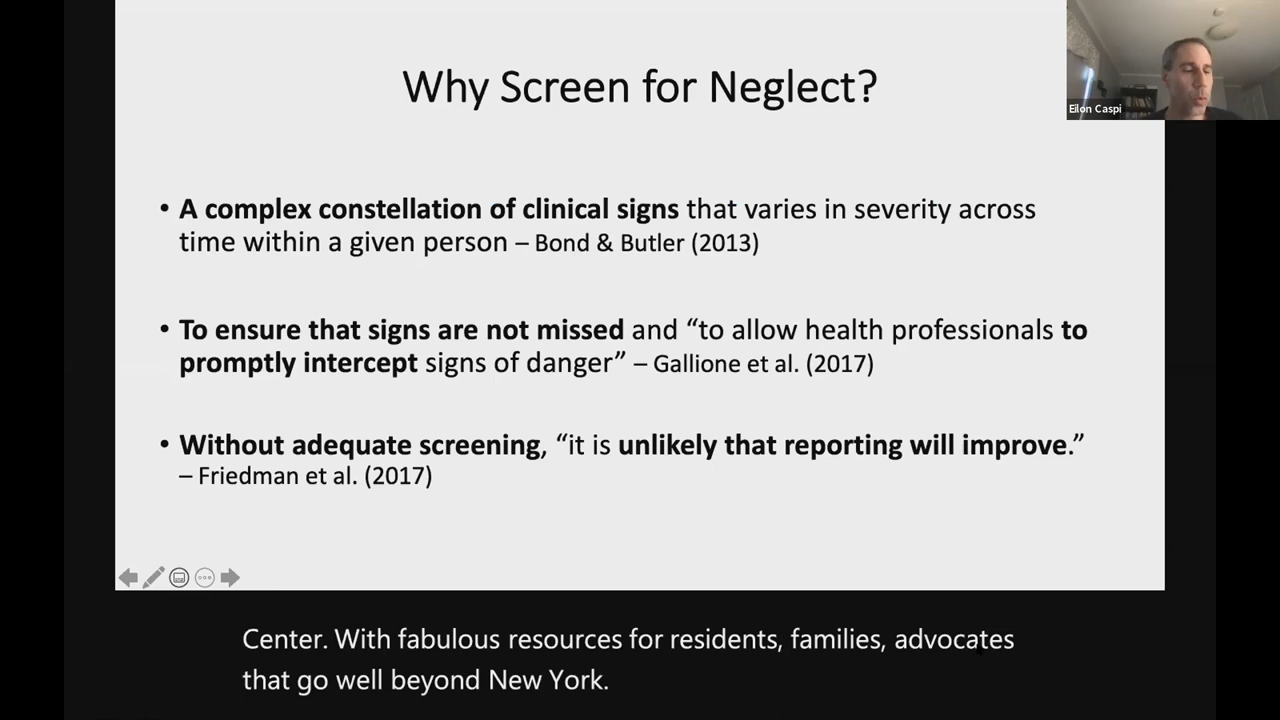 Why Screen for Neglect?
Eilon Caspi
• A complex constellation of clinical signs that varies in severity across
time within a given person – Bond & Butler (2013)
• To ensure that signs are not missed and “to allow health professionals to
promptly intercept signs of danger” – Gallione et al. (2017)
• Without adequate screening, “it is unlikely that reporting will improve.”
– Friedman et al. (2017)
Center. With fabulous resources for residents, families, advocates
that go well beyond New York.